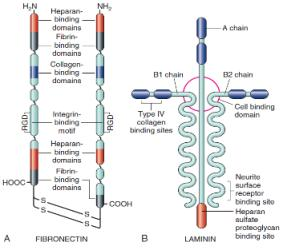 H₂N
NH₂
Heparan-
binding
domains
Fibrin-
binding
domains
Collagen-
binding
domains
RGD
Integrin-
binding
motif
RGD
Heparan-
binding
domains
Fibrin-
binding
domains
HOOC
COOH
S
S
S
S
A
FIBRONECTIN
A chain
B1 chain
B2 chain
Type IV
collagen
binding sites
Cell binding
domain
Neurite
surface
receptor
binding site
Heparan
sulfate
proteoglycan
binding site
B
LAMININ